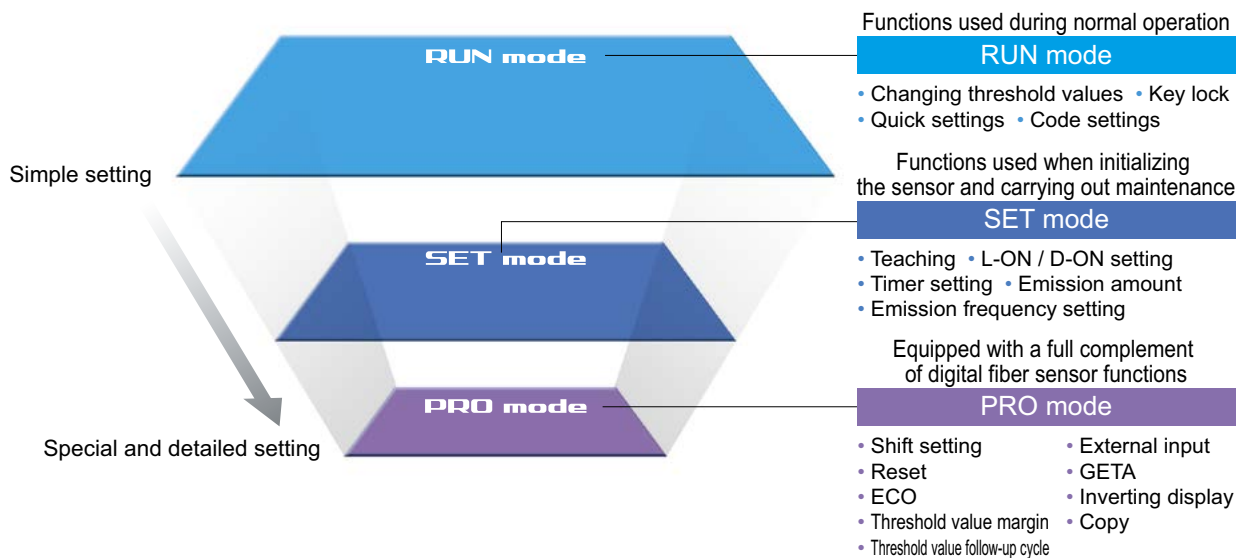 Simple setting
Special and detailed setting
RUN mode
SET mode
PRO mode
Functions used during normal operation
RUN mode
• Changing threshold values • Key lock
• Quick settings • Code settings
Functions used when initializing
the sensor and carrying out maintenance
SET mode
• Teaching • L-ON / D-ON setting
• Timer setting • Emission amount
• Emission frequency setting
Equipped with a full complement
of digital fiber sensor functions
PRO mode
• Shift setting
• Reset
• ECO
• Threshold value margin
• Threshold value follow-up cycle
• External input
• GETA
• Inverting display
• Copy